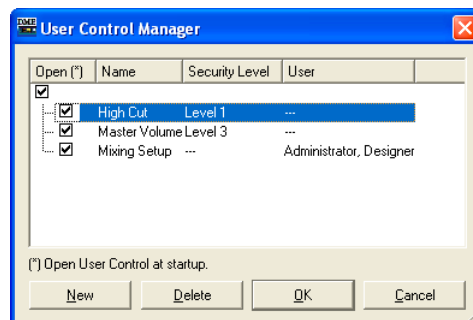 DME
User Control Manager
Open (*) Name Security Level User
High Cut Level 1 ---
Master Volume Level 3 ---
Mixing Setup --- Administrator, Designer
(*) Open User Control at startup.
New Delete OK Cancel